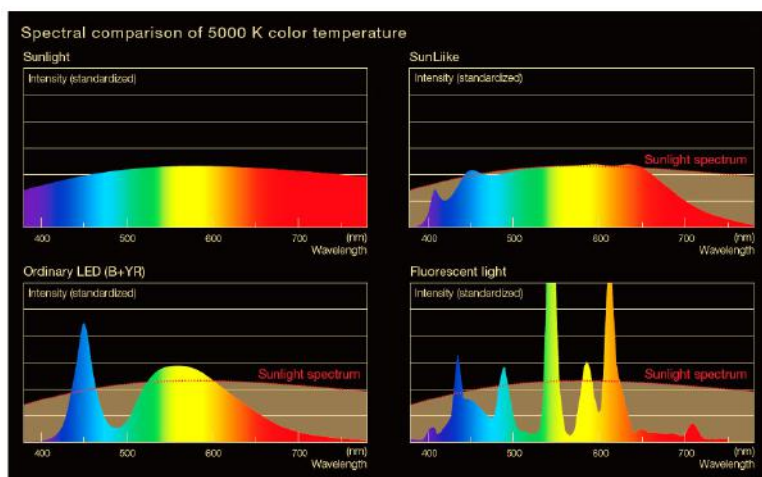 Spectral comparison of 5000 K color temperature
Sunlight
Intensity (standardized)
400 500 600 700 (nm)
Wavelength
SunLiike
Intensity (standardized)
Sunlight spectrum
400 500 600 700 (nm)
Wavelength
Ordinary LED (B+YR)
Intensity (standardized)
Sunlight spectrum
400 500 600 700 (nm)
Wavelength
Fluorescent light
Intensity (standardized)
Sunlight spectrum
400 500 600 700 (nm)
Wavelength